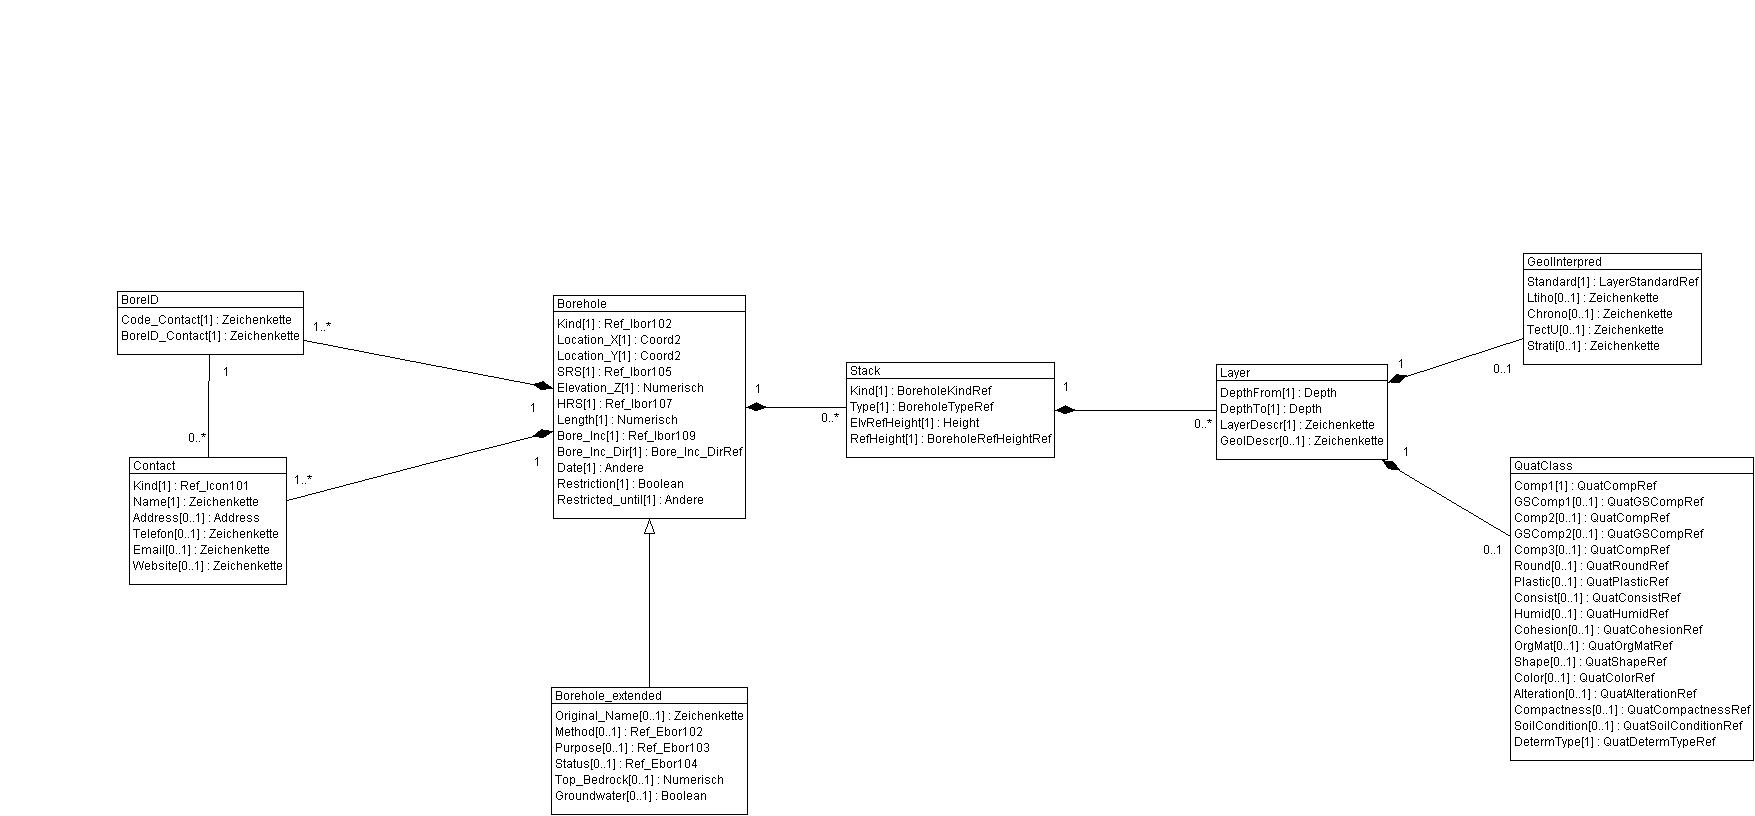 BoreID
Code_Contact[1] : Zeichenkette
BoreID_Contact[1] : Zeichenkette
1..*
1
1
0..*
Contact
Kind[1] : Ref_Icon101
Name[1] : Zeichenkette
Address[0..1] : Address
Telefon[0..1] : Zeichenkette
Email[0..1] : Zeichenkette
Website[0..1] : Zeichenkette
1..*
1
Borehole
Kind[1] : Ref_Ibor102
Location_X[1] : Coord2
Location_Y[1] : Coord2
SRS[1] : Ref_Ibor105
Elevation_Z[1] : Numerisch
HRS[1] : Ref_Ibor107
Length[1] : Numerisch
Bore_Inc[1] : Ref_Ibor109
Bore_Inc_Dir[1] : Bore_Inc_DirRef
Date[1] : Andere
Restriction[1] : Boolean
Restricted_until[1] : Andere
Borehole_extended
Original_Name[0..1] : Zeichenkette
Method[0..1] : Ref_Ebor102
Purpose[0..1] : Ref_Ebor103
Status[0..1] : Ref_Ebor104
Top_Bedrock[0..1] : Numerisch
Groundwater[0..1] : Boolean
1
0..*
Stack
Kind[1] : BoreholeKindRef
Type[1] : BoreholeTypeRef
ElvRefHeight[1] : Height
RefHeight[1] : BoreholeRefHeightRef
1
0..*
Layer
DepthFrom[1] : Depth
DepthTo[1] : Depth
LayerDescr[1] : Zeichenkette
GeolDescr[0..1] : Zeichenkette
1
0..1
GeolInterpred
Standard[1] : LayerStandardRef
Ltiho[0..1] : Zeichenkette
Chrono[0..1] : Zeichenkette
TectU[0..1] : Zeichenkette
Strati[0..1] : Zeichenkette
1
0..1
QuatClass
Comp1[1] : QuatCompRef
GSComp1[0..1] : QuatGSCompRef
Comp2[0..1] : QuatCompRef
GSComp2[0..1] : QuatGSCompRef
Comp3[0..1] : QuatCompRef
Round[0..1] : QuatRoundRef
Plastic[0..1] : QuatPlasticRef
Consist[0..1] : QuatConsistRef
Humid[0..1] : QuatHumidRef
Cohesion[0..1] : QuatCohesionRef
OrgMat[0..1] : QuatOrgMatRef
Shape[0..1] : QuatShapeRef
Color[0..1] : QuatColorRef
Alteration[0..1] : QuatAlterationRef
Compactness[0..1] : QuatCompactnessRef
SoilCondition[0..1] : QuatSoilConditionRef
DetermType[1] : QuatDetermTypeRef